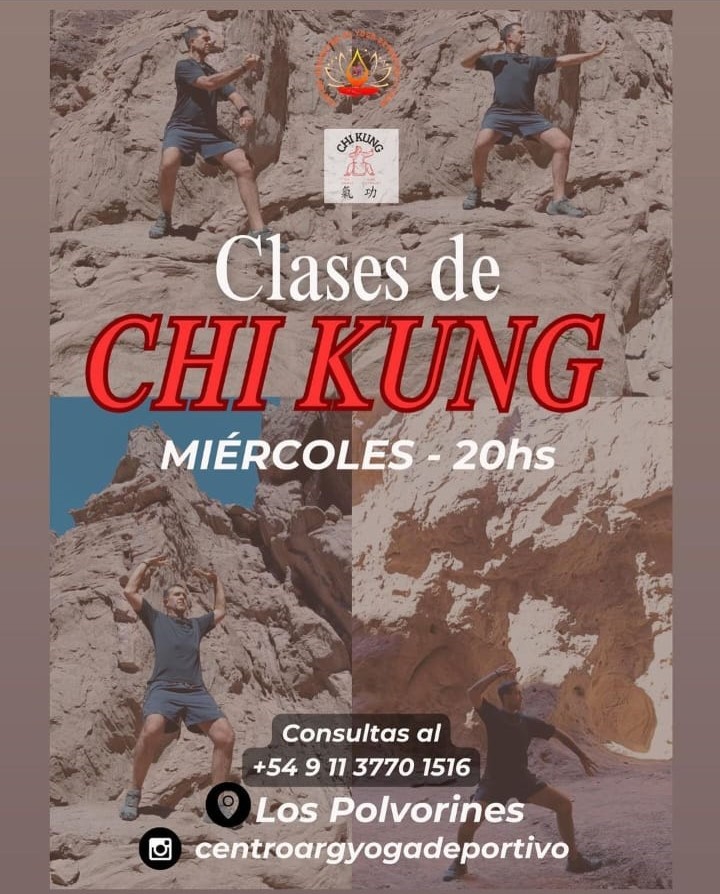 CHI KUNG
氣 功
Clases de
CHI KUNG
MIÉRCOLES - 20hs
Consultas al
+54 9 11 3770 1516
Los Polvorines
centroargyogadeportivo